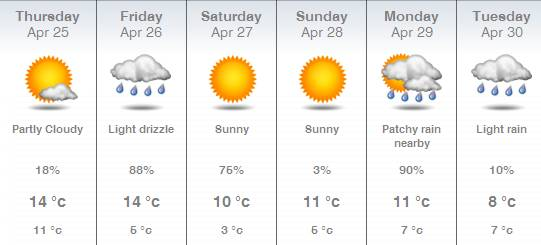 Thursday Friday Saturday Sunday Monday Tuesday
Apr 25 Apr 26 Apr 27 Apr 28 Apr 29 Apr 30
Partly Cloudy Light drizzle Sunny Sunny Patchy rain Light rain
nearby
18% 88% 75% 3% 90% 10%
14 °c 14 °c 10 °c 11 °c 11 °c 8 °c
11 °c 5 °c 3 °c 5 °c 7 °c 7 °c